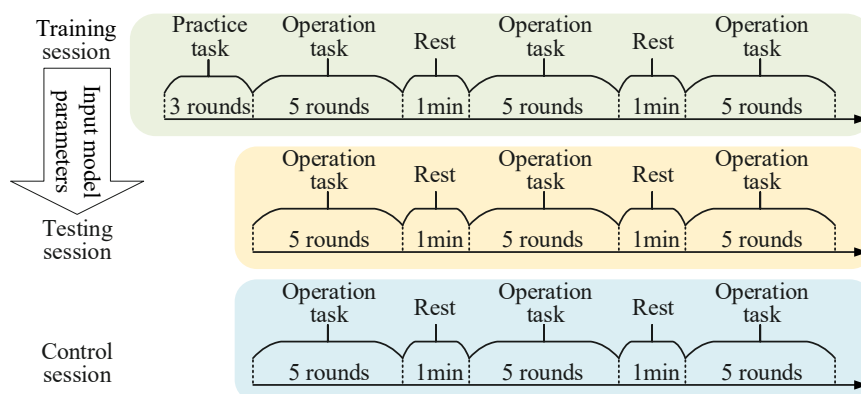 Training
session
Practice
task
Operation
task
Rest
Operation
task
Rest
Operation
task
3 rounds
5 rounds
1min
5 rounds
1min
5 rounds
Input model
parameters
Testing
session
Operation
task
Rest
Operation
task
Rest
Operation
task
5 rounds
1min
5 rounds
1min
5 rounds
Control
session
Operation
task
Rest
Operation
task
Rest
Operation
task
5 rounds
1min
5 rounds
1min
5 rounds